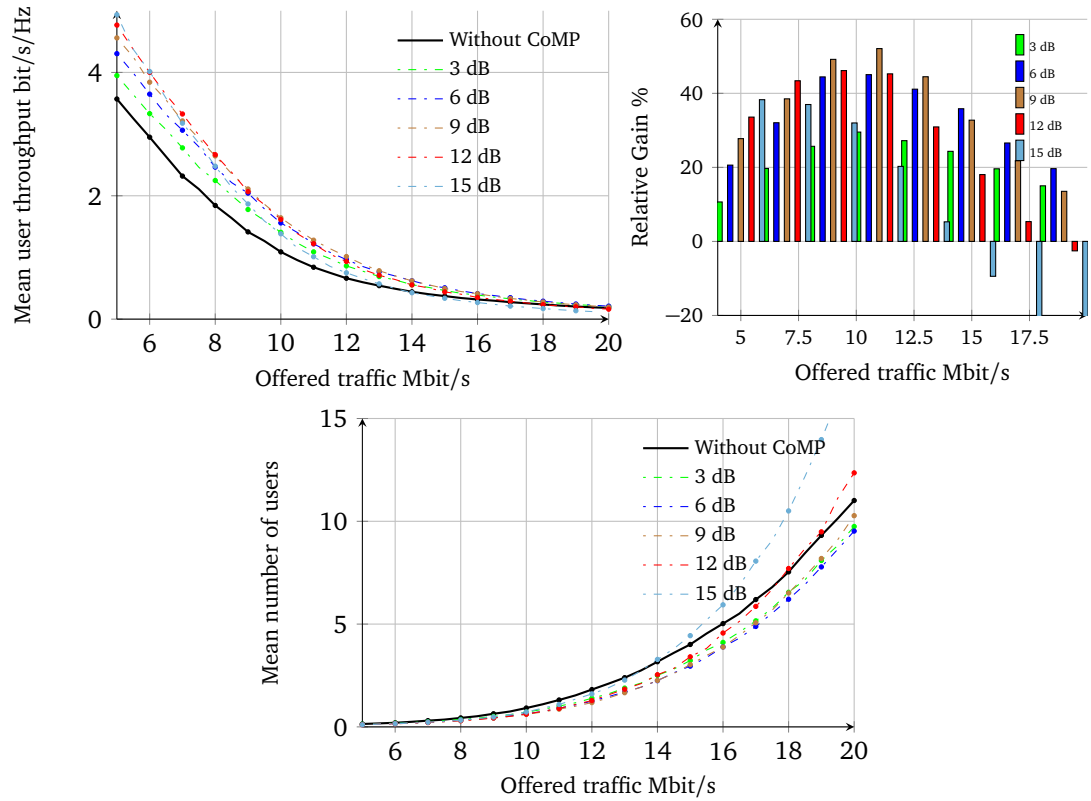 Mean user throughput bit/s/Hz
4
2
0
6 8 10 12 14 16 18 20
Offered traffic Mbit/s
Without CoMP
3 dB
6 dB
9 dB
12 dB
15 dB
Relative Gain %
60
40
20
0
−20
5 7.5 10 12.5 15 17.5
Offered traffic Mbit/s
3 dB
6 dB
9 dB
12 dB
15 dB
Mean number of users
15
10
5
0
6 8 10 12 14 16 18 20
Offered traffic Mbit/s
Without CoMP
3 dB
6 dB
9 dB
12 dB
15 dB